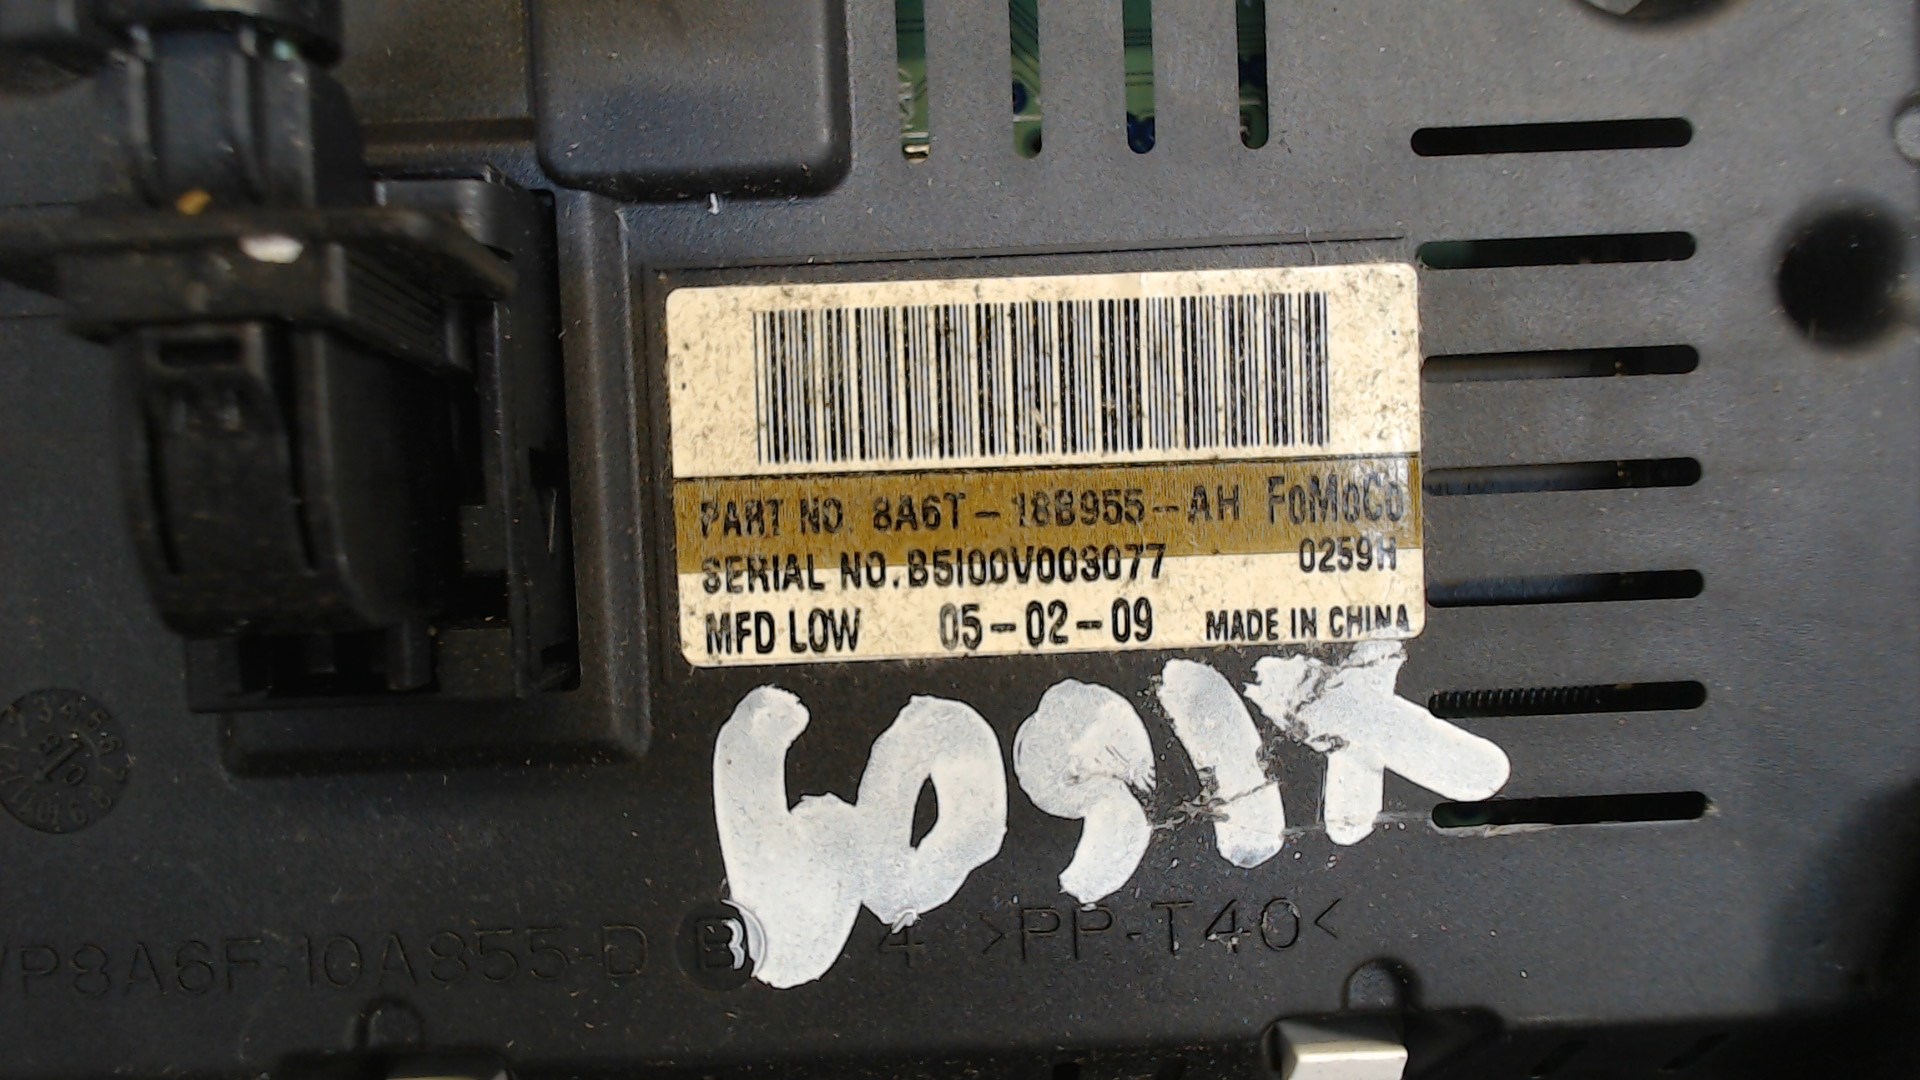 PART NO. 8A6T-18B955-AH FoMoCo
SERIAL NO. B5I00V003077 0259H
MFD LOW 05-02-09 MADE IN CHINA
VP8A6F-10A855-D B 4 >PP-T40<